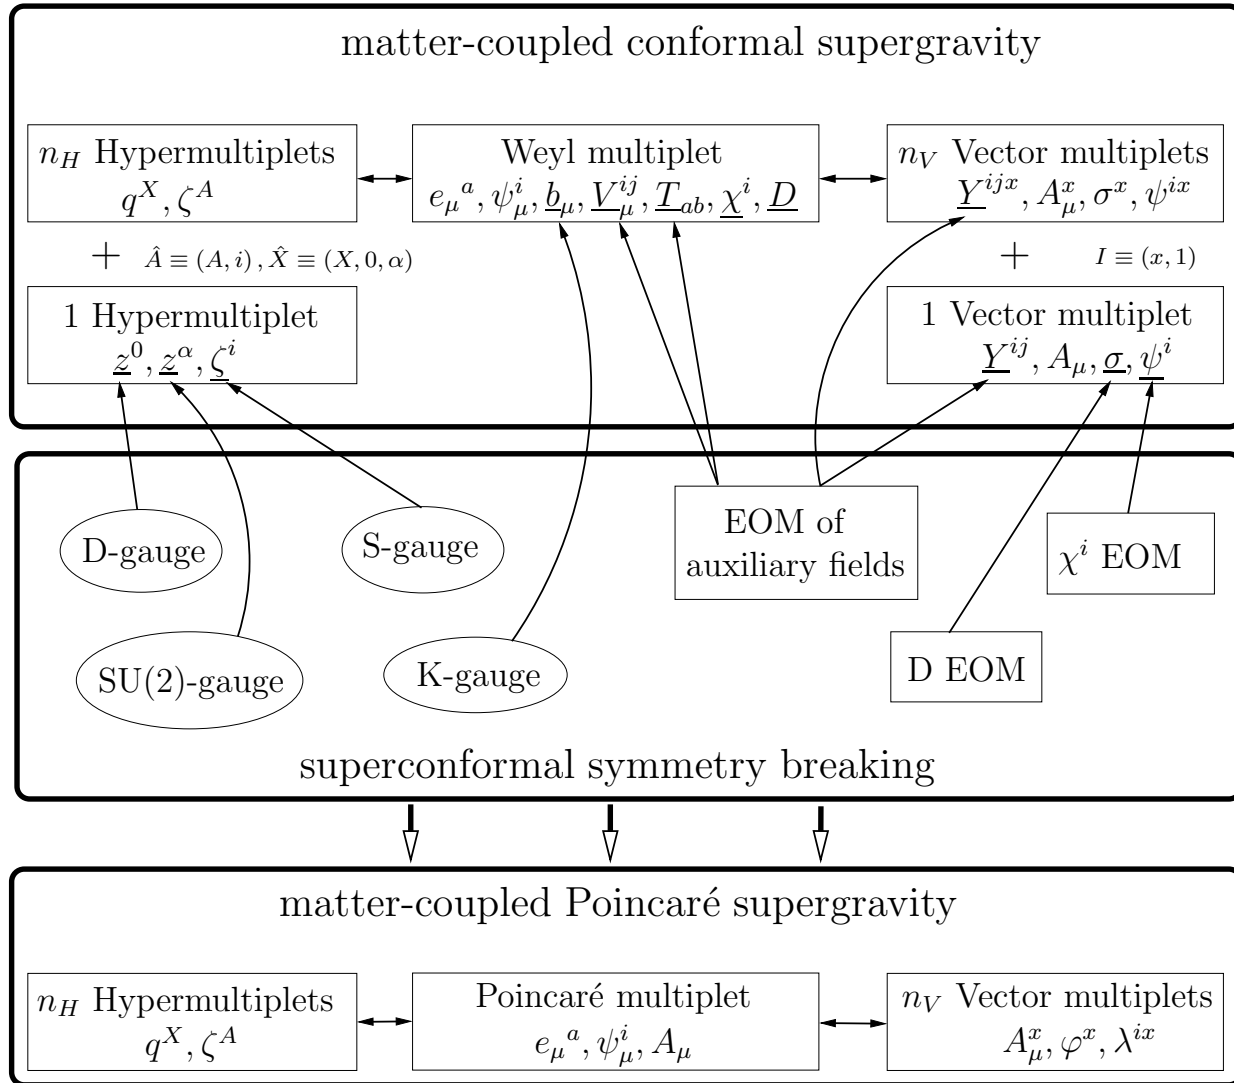 matter-coupled conformal supergravity
n_H Hypermultiplets
q^X, ζ^A
Weyl multiplet
e_μ^a, ψ_μ^i, b_μ, V_μ^{ij}, T_{ab}, χ^i, D
n_V Vector multiplets
Y^{ijx}, A_μ^x, σ^x, ψ^{ix}
+ Â ≡ (A, i) , X̂ ≡ (X, 0, α)
+ I ≡ (x, 1)
1 Hypermultiplet
z^0, z^α, ζ^i
1 Vector multiplet
Y^{ij}, A_μ, σ, ψ^i
D-gauge
S-gauge
EOM of
auxiliary fields
χ^i EOM
SU(2)-gauge
K-gauge
D EOM
superconformal symmetry breaking
matter-coupled Poincaré supergravity
n_H Hypermultiplets
q^X, ζ^A
Poincaré multiplet
e_μ^a, ψ_μ^i, A_μ
n_V Vector multiplets
A_μ^x, φ^x, λ^{ix}